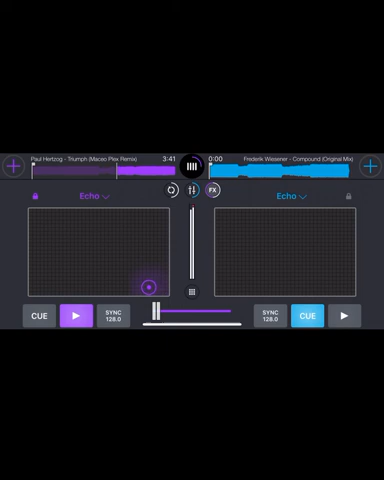 Paul Hertzog - Triumph (Maceo Plex Remix) 3:41
0:00 Frederik Wiesener - Compound (Original Mix)
FX
Echo
Echo
CUE
SYNC
128.0
SYNC
128.0
CUE